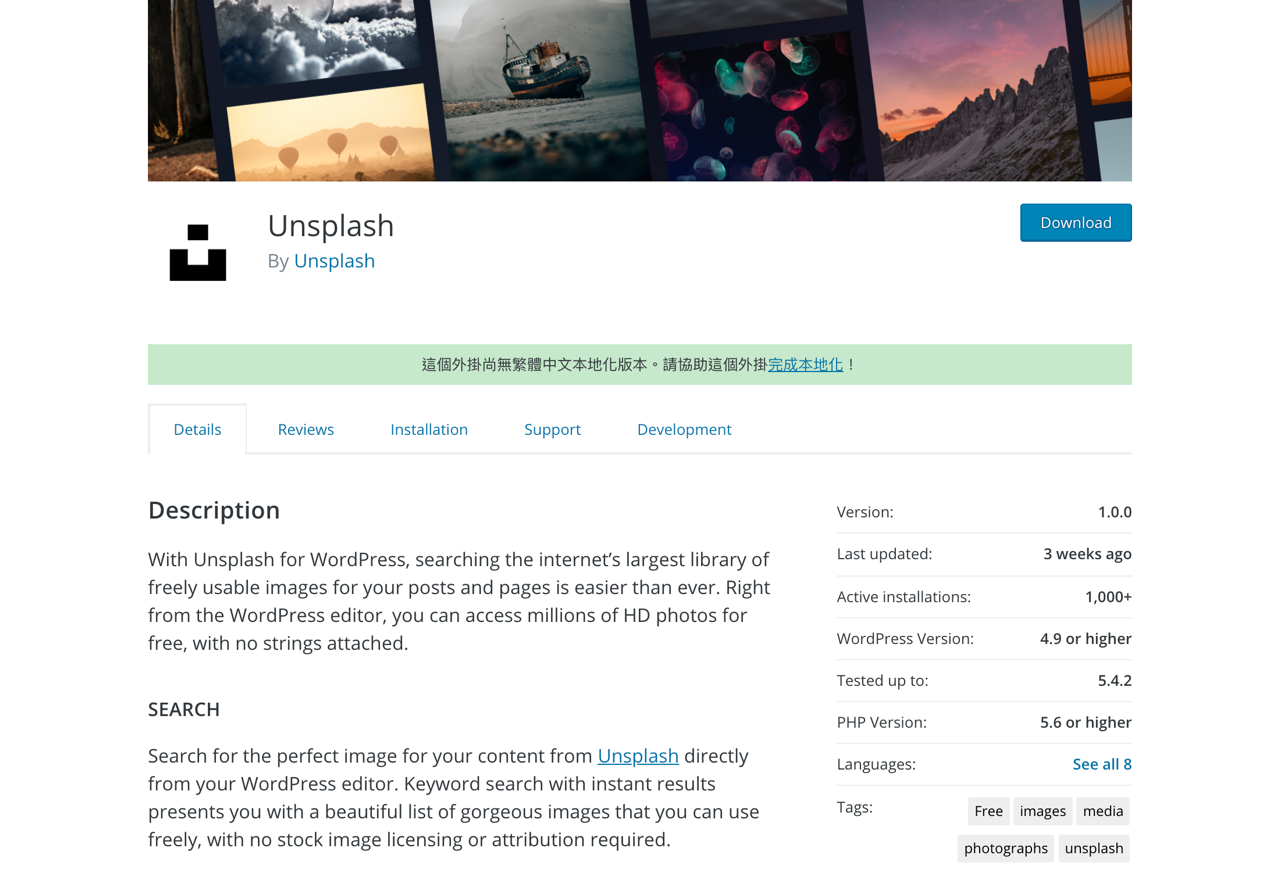 Unsplash
By Unsplash
Download
這個外掛尚無繁體中文本地化版本。請協助這個外掛完成本地化！
Details
Reviews
Installation
Support
Development
Description
With Unsplash for WordPress, searching the internet’s largest library of
freely usable images for your posts and pages is easier than ever. Right
from the WordPress editor, you can access millions of HD photos for
free, with no strings attached.
SEARCH
Search for the perfect image for your content from Unsplash directly
from your WordPress editor. Keyword search with instant results
presents you with a beautiful list of gorgeous images that you can use
freely, with no stock image licensing or attribution required.
Version: 1.0.0
Last updated: 3 weeks ago
Active installations: 1,000+
WordPress Version: 4.9 or higher
Tested up to: 5.4.2
PHP Version: 5.6 or higher
Languages: See all 8
Tags: Free images media
photographs unsplash